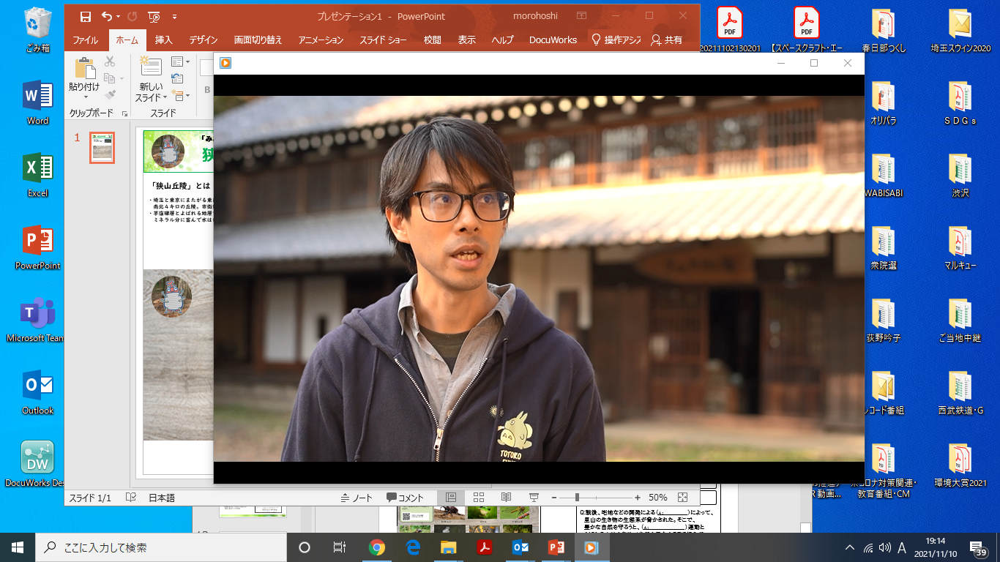 プレゼンテーション1 - PowerPoint
morohoshi
ファイル
ホーム
挿入
デザイン
画面切り替え
アニメーション
スライド ショー
校閲
表示
ヘルプ
DocuWorks
操作アシ
共有
貼り付け
クリップボード
新しい
スライド
スライド
B
1
「み
狭
「狭山丘陵」とは
・埼玉と東京にまたがる東
南北4キロの丘陵。市街
・芋窪礫層とよばれる地層
ミネラル分に富んで水は
TOTORO
スライド 1/1
日本語
ノート
コメント
50%
ごみ箱
Word
Excel
PowerPoint
Microsoft Team
Outlook
DW
DocuWorks Des
PDF
20211102130201
PDF
【スペースクラフト・エー
春日部つくし
埼玉スウィン2020
オリパラ
SDGs
WABISABI
渋沢
衆院選
マルキュー
荻野吟子
ご当地中継
レコード番組
西武鉄道・G
コロナ対策関連・
教育番組・CM
環境大賞2021
R動画...
Q:戦後、宅地などの開発による(A: )によって、
里山の生き物の生態系が脅かされた。そこで、
豊かな自然を守ろうと、(A: )運動と
ここに入力して検索
A
19:14
2021/11/10
39